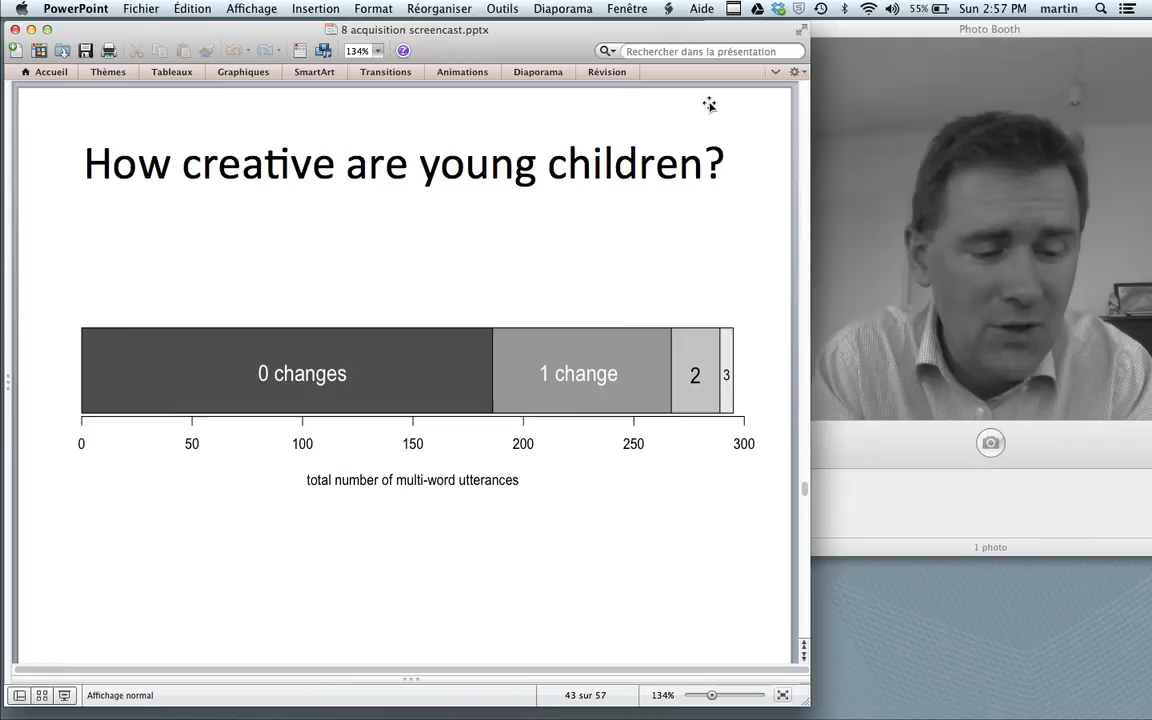 PowerPoint Fichier Édition Affichage Insertion Format Réorganiser Outils Diaporama Fenêtre Aide 55% Sun 2:57 PM martin
8 acquisition screencast.pptx
Photo Booth
134% Rechercher dans la présentation
Accueil Thèmes Tableaux Graphiques SmartArt Transitions Animations Diaporama Révision
How creative are young children?
0 changes 1 change 2 3
0 50 100 150 200 250 300
total number of multi-word utterances
1 photo
Affichage normal 43 sur 57 134%